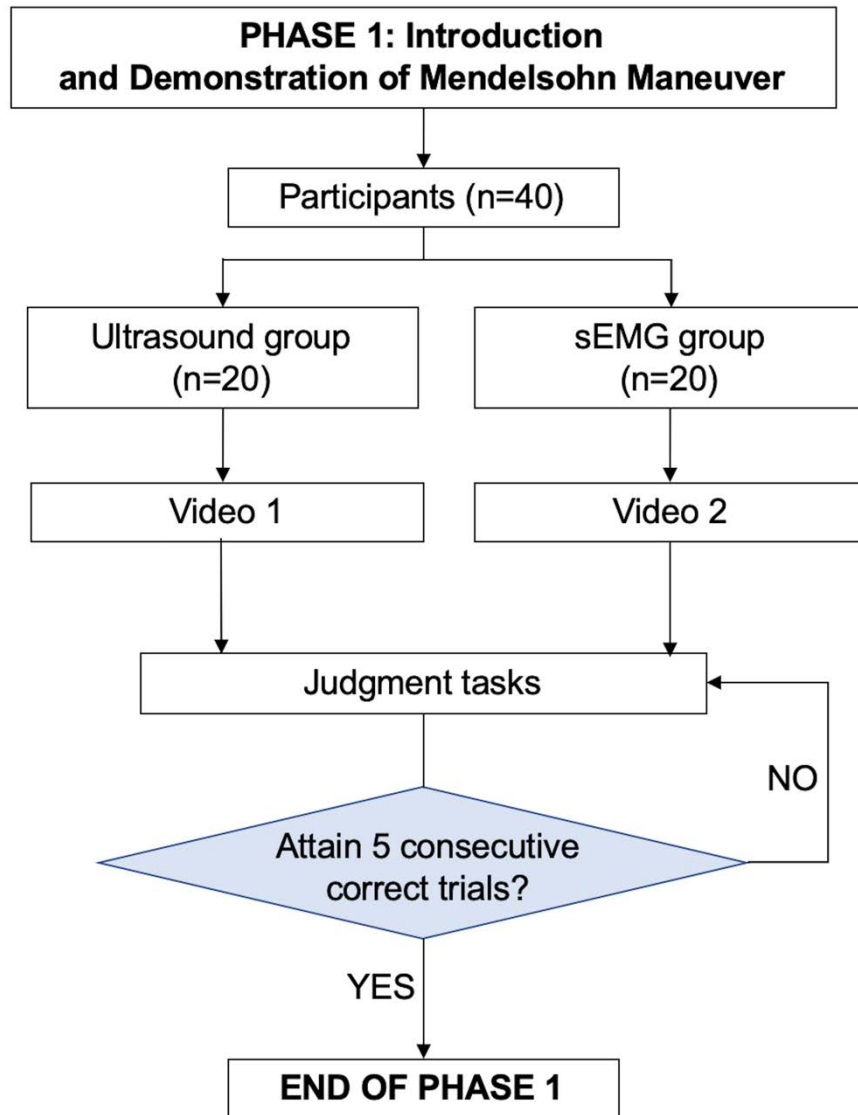 PHASE 1: Introduction
and Demonstration of Mendelsohn Maneuver
Participants (n=40)
Ultrasound group
(n=20)
sEMG group
(n=20)
Video 1
Video 2
Judgment tasks
NO
Attain 5 consecutive
correct trials?
YES
END OF PHASE 1